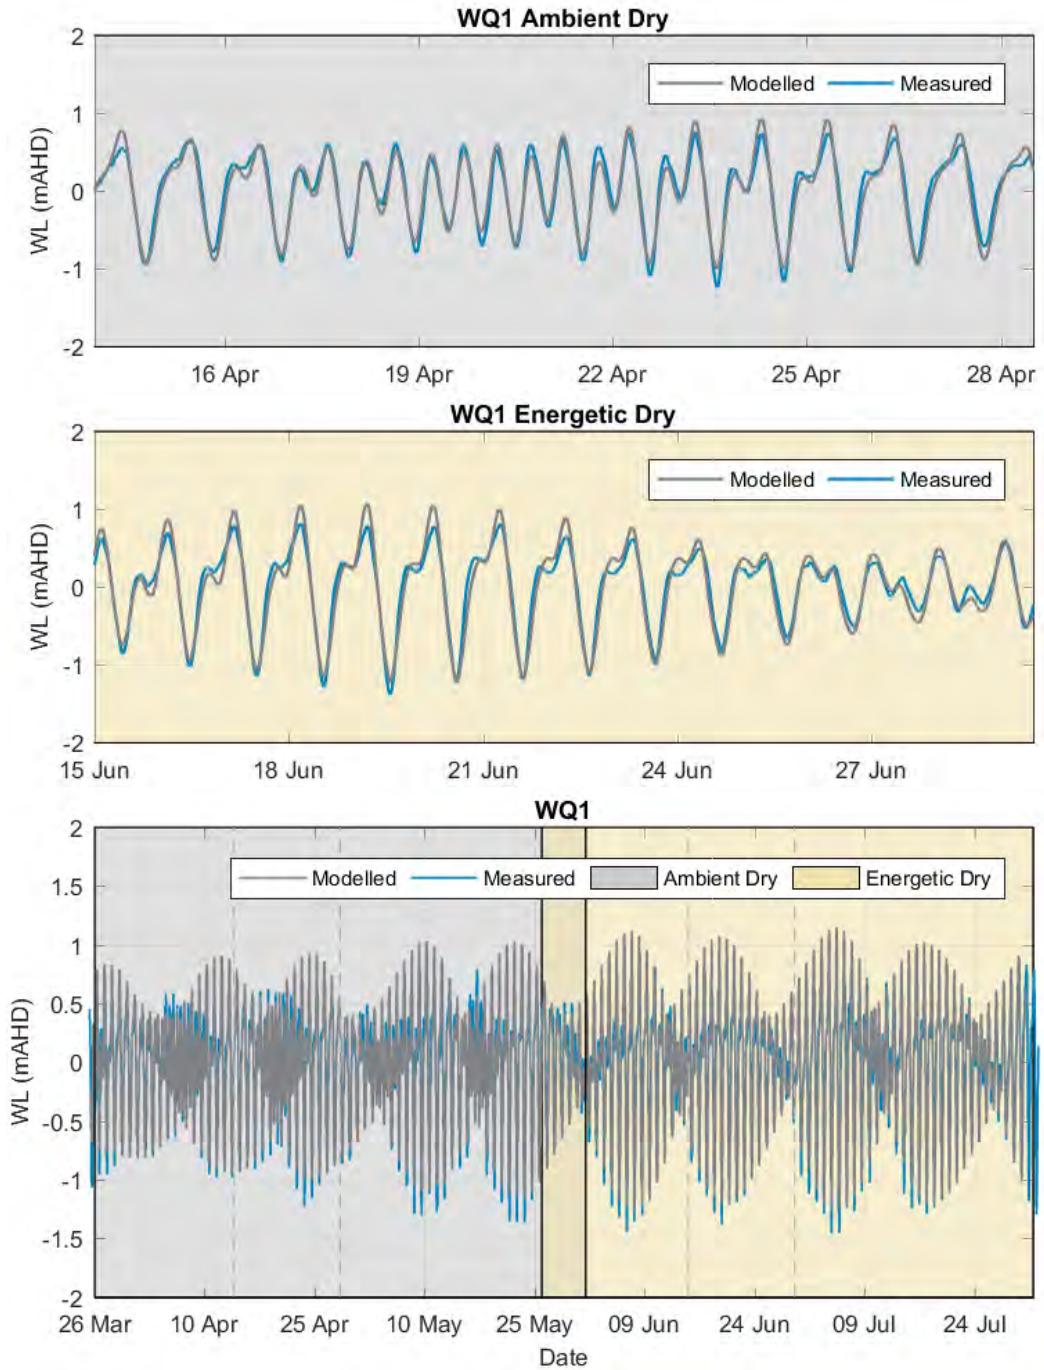 WQ1 Ambient Dry
2
1
0
-1
-2
WL (mAHD)
Modelled
Measured
16 Apr
19 Apr
22 Apr
25 Apr
28 Apr
WQ1 Energetic Dry
2
1
0
-1
-2
WL (mAHD)
Modelled
Measured
15 Jun
18 Jun
21 Jun
24 Jun
27 Jun
WQ1
2
1.5
1
0.5
0
-0.5
-1
-1.5
-2
WL (mAHD)
Modelled
Measured
Ambient Dry
Energetic Dry
26 Mar
10 Apr
25 Apr
10 May
25 May
09 Jun
24 Jun
09 Jul
24 Jul
Date